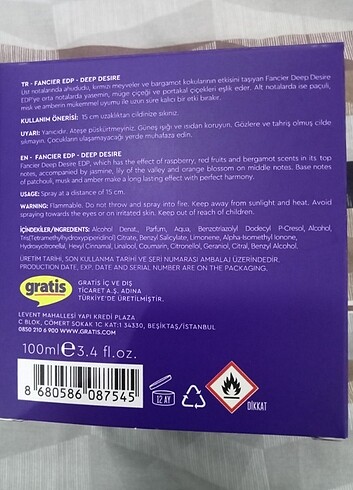 TR - FANCIER EDP - DEEP DESIRE
Üst notalarında ahududu, kırmızı meyveler ve bargamot kokularının etkisini taşıyan Fancier Deep Desire
EDP'ye orta notalarda yasemin, müge çiçeği ve portakal çiçekleri eşlik eder. Alt notalarda ise paçuli,
misk ve amberin mükemmel uyumu ile uzun süre kalıcı bir etki bırakır.
KULLANIM ÖNERİSİ: 15 cm uzaklıktan cildinize sıkınız.
UYARI: Yanıcıdır. Ateşe püskürtmeyiniz. Güneş ışığı ve ısıdan koruyun. Gözlere ve tahriş olmuş cilde
sıkmayın. Çocukların ulaşamayacağı yerde muhafaza edin.
EN - FANCIER EDP - DEEP DESIRE
Fancier Deep Desire EDP, which has the effect of raspberry, red fruits and bergamot scents in its top
notes, accompanied by jasmine, lily of the valley and orange blossom on middle notes. Base notes
of patchouli, musk and amber make a long lasting effect with perfect harmony.
USAGE: Spray at a distance of 15 cm.
WARNING: Flammable. Do not throw and spray into fire. Keep from sunlight and heat. Avoid
spraying towards the eyes or on irritated skin. Keep out of reach of children.
İÇİNDEKİLER/INGREDIENTS: Alcohol Denat., Parfum, Aqua, Benzotriazolyl Dodecyl P-Cresol, Alcohol,
Tris(Tetramethylhydroxypiperidinol) Citrate, Benzyl Salicylate, Limonene, Alpha-Isomethyl Ionone,
Hydroxycitronellal, Hexyl Cinnamal, Linalool, Coumarin, Citronellol, Geraniol, Citral, Benzyl Alcohol.
ÜRETİM TARİHİ, SON KULLANMA TARİHİ VE SERİ NUMARASI AMBALAJ ÜZERİNDEDİR.
PRODUCTION DATE, EXP. DATE AND SERIAL NUMBER ARE ON THE PACKAGING.
gratis
GRATİS İÇ VE DIŞ
TİCARET A.Ş. ADINA
TÜRKİYE'DE ÜRETİLMİŞTİR.
LEVENT MAHALLESİ YAPI KREDİ PLAZA
C BLOK, CÖMERT SOKAK 1C KAT:1 34330, BEŞİKTAŞ/İSTANBUL
0850 210 6 900 WWW.GRATIS.COM
100ml ℮ 3.4 fl.oz.
8 680586 087545
12 AY
DİKKAT